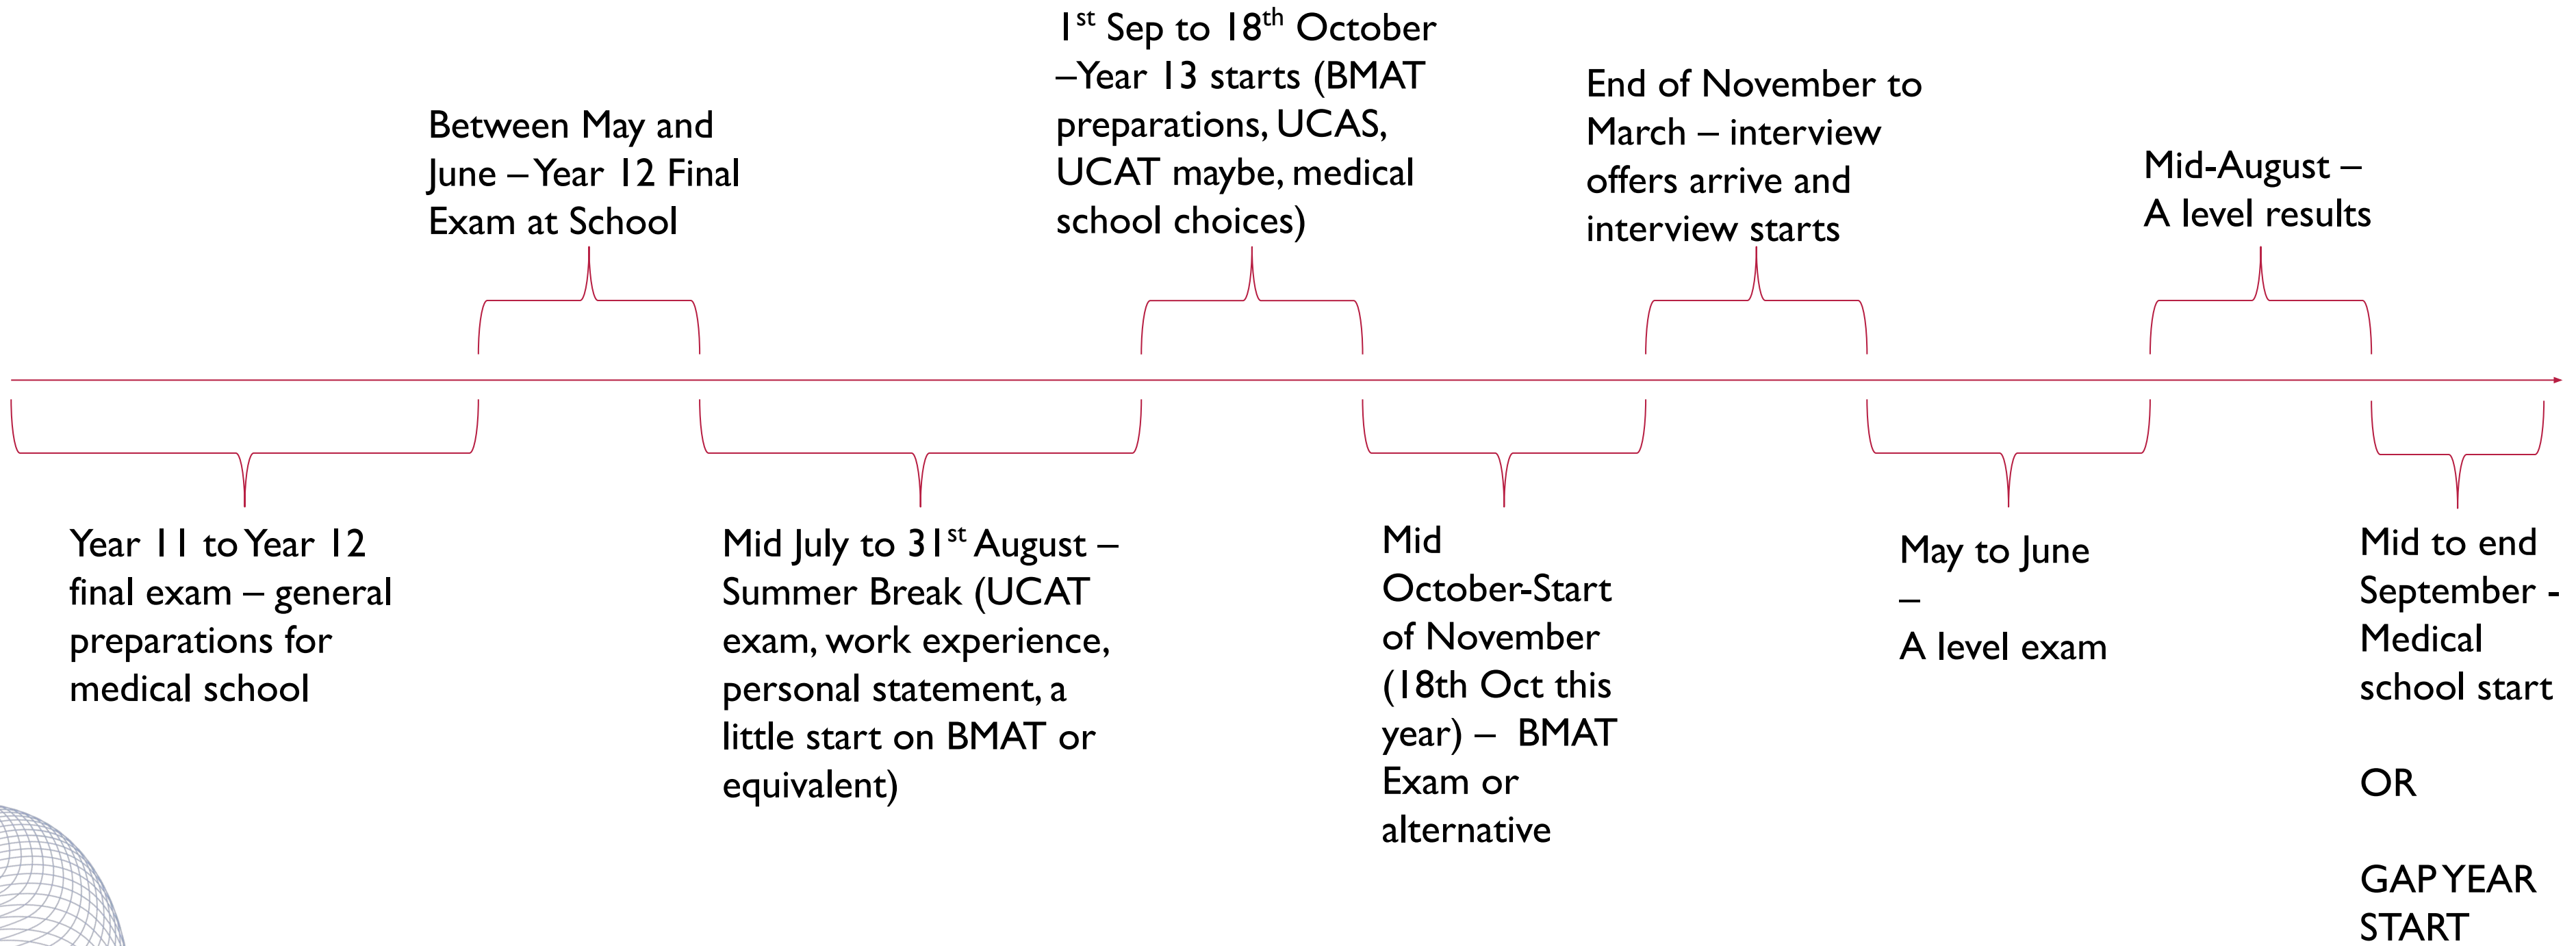 Year 11 to Year 12
final exam – general
preparations for
medical school
Between May and
June – Year 12 Final
Exam at School
Mid July to 31st August –
Summer Break (UCAT
exam, work experience,
personal statement, a
little start on BMAT or
equivalent)
1st Sep to 18th October
–Year 13 starts (BMAT
preparations, UCAS,
UCAT maybe, medical
school choices)
Mid
October-Start
of November
(18th Oct this
year) – BMAT
Exam or
alternative
End of November to
March – interview
offers arrive and
interview starts
May to June
–
A level exam
Mid-August –
A level results
Mid to end
September -
Medical
school start
OR
GAP YEAR
START